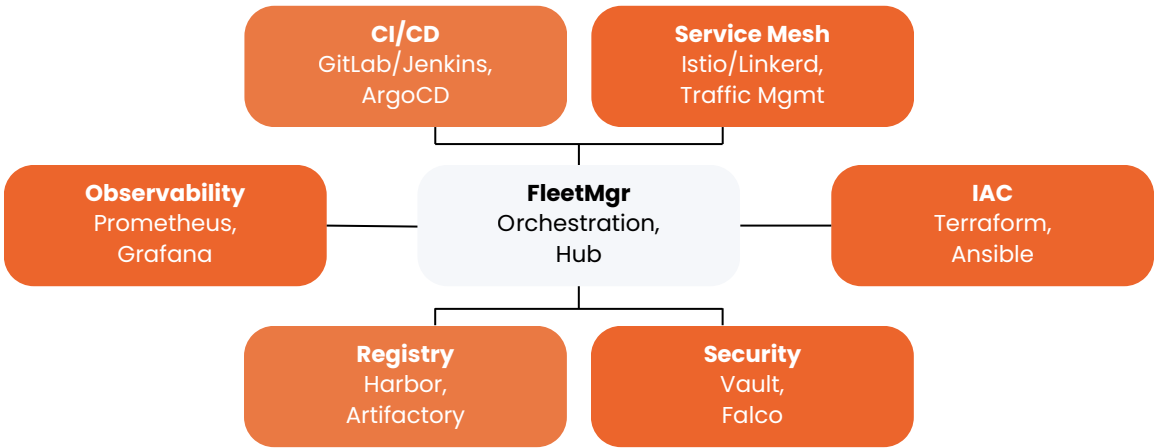 CI/CD
GitLab/Jenkins,
ArgoCD
Service Mesh
Istio/Linkerd,
Traffic Mgmt
Observability
Prometheus,
Grafana
FleetMgr
Orchestration,
Hub
IAC
Terraform,
Ansible
Registry
Harbor,
Artifactory
Security
Vault,
Falco